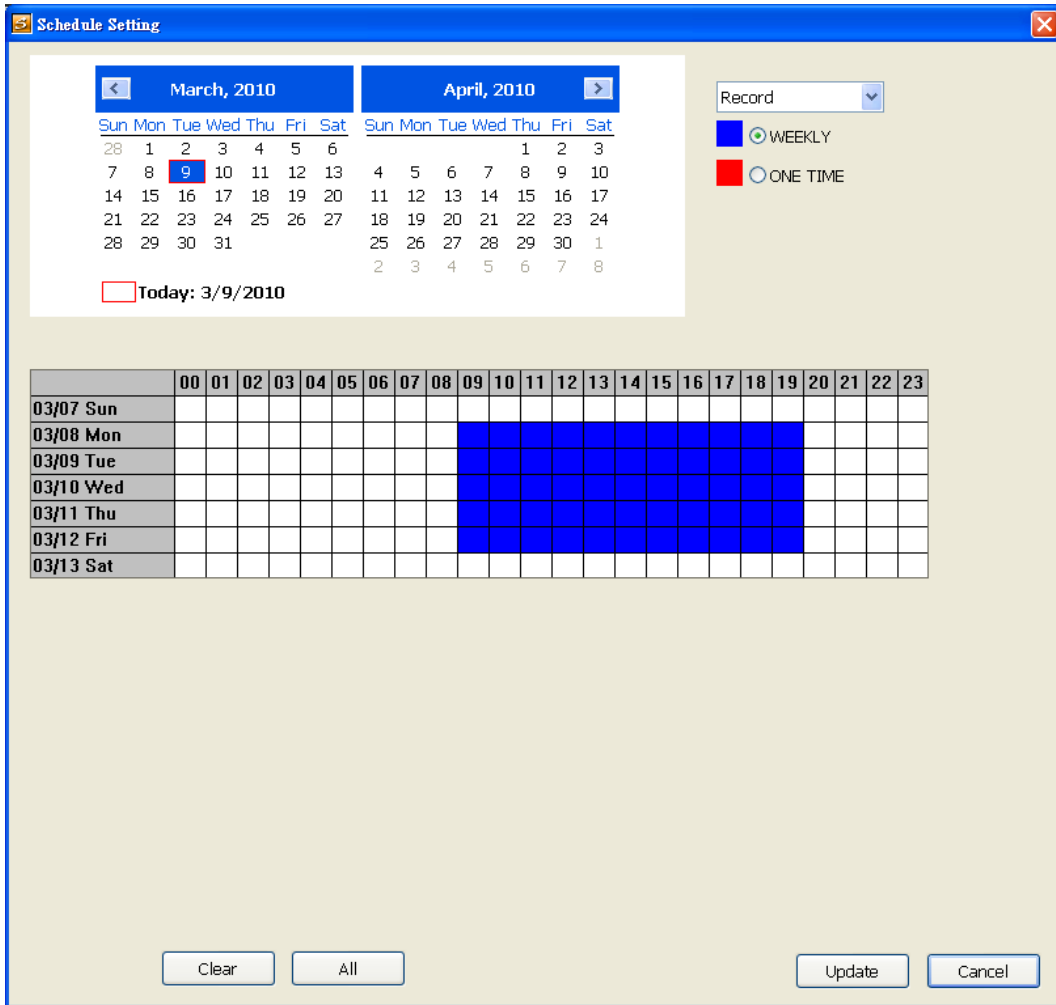 Schedule Setting
March, 2010 April, 2010
Sun Mon Tue Wed Thu Fri Sat Sun Mon Tue Wed Thu Fri Sat
28 1 2 3 4 5 6 1 2 3
7 8 9 10 11 12 13 4 5 6 7 8 9 10
14 15 16 17 18 19 20 11 12 13 14 15 16 17
21 22 23 24 25 26 27 18 19 20 21 22 23 24
28 29 30 31 25 26 27 28 29 30 1
2 3 4 5 6 7 8
Today: 3/9/2010
Record
WEEKLY
ONE TIME
00 01 02 03 04 05 06 07 08 09 10 11 12 13 14 15 16 17 18 19 20 21 22 23
03/07 Sun
03/08 Mon
03/09 Tue
03/10 Wed
03/11 Thu
03/12 Fri
03/13 Sat
Clear All Update Cancel